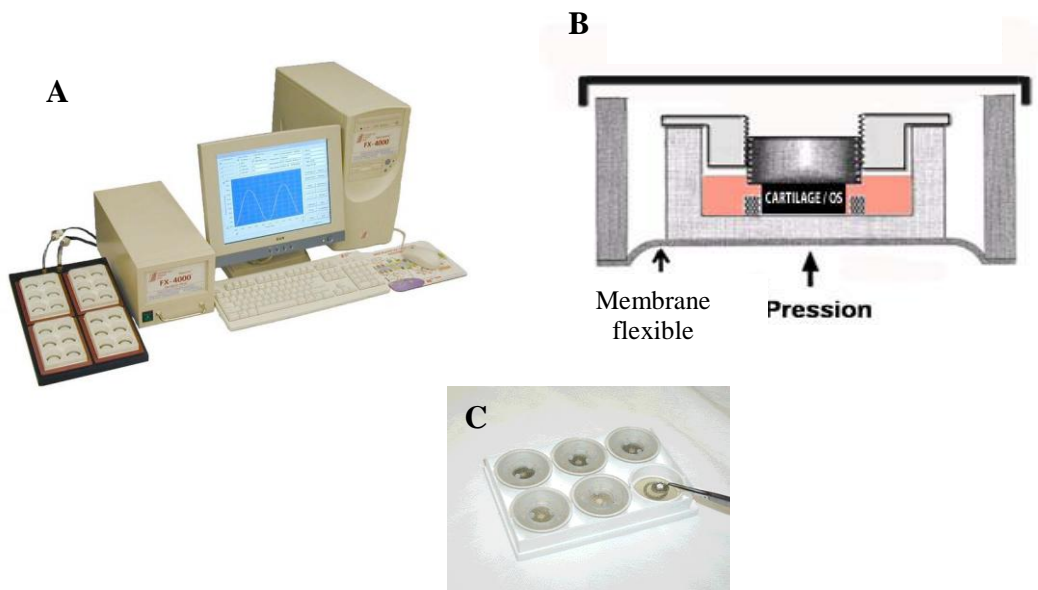 A
FX-4000
FX-4000
B
CARTILAGE / OS
Membrane
flexible
Pression
C